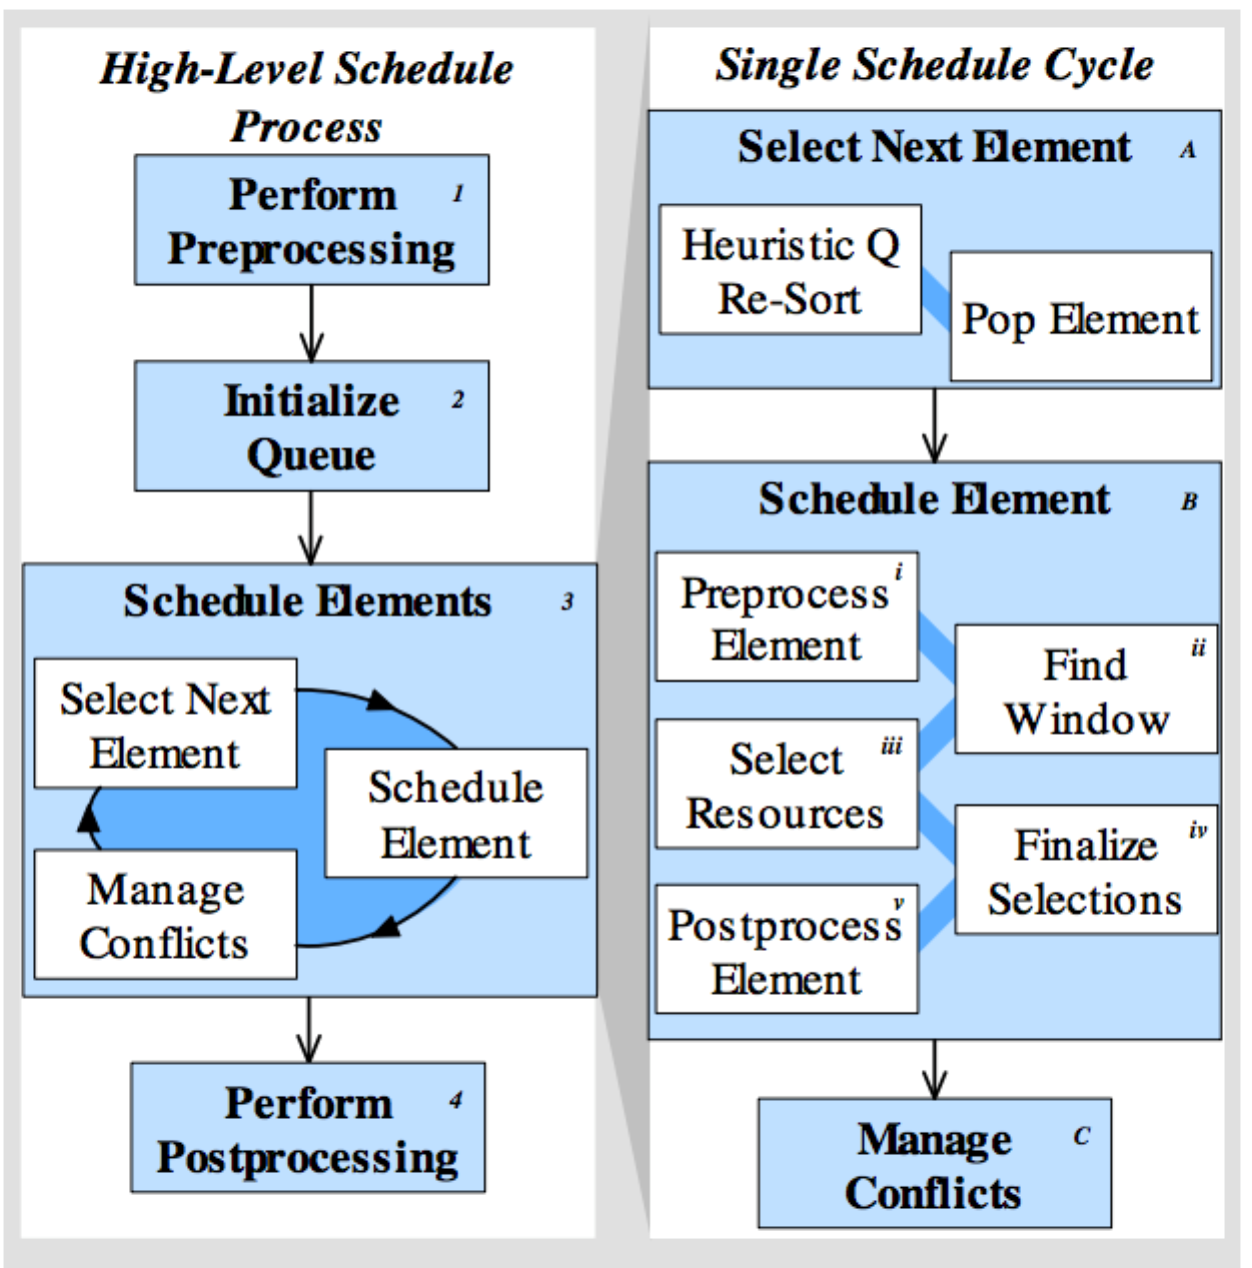 High-Level Schedule
Process
Perform 1
Preprocessing
Initialize 2
Queue
Schedule Elements 3
Select Next
Element
Schedule
Element
Manage
Conflicts
Perform 4
Postprocessing
Single Schedule Cycle
Select Next Element A
Heuristic Q
Re-Sort
Pop Element
Schedule Element B
Preprocess i
Element
Find ii
Window
Select iii
Resources
Finalize iv
Selections
Postprocess v
Element
Manage C
Conflicts